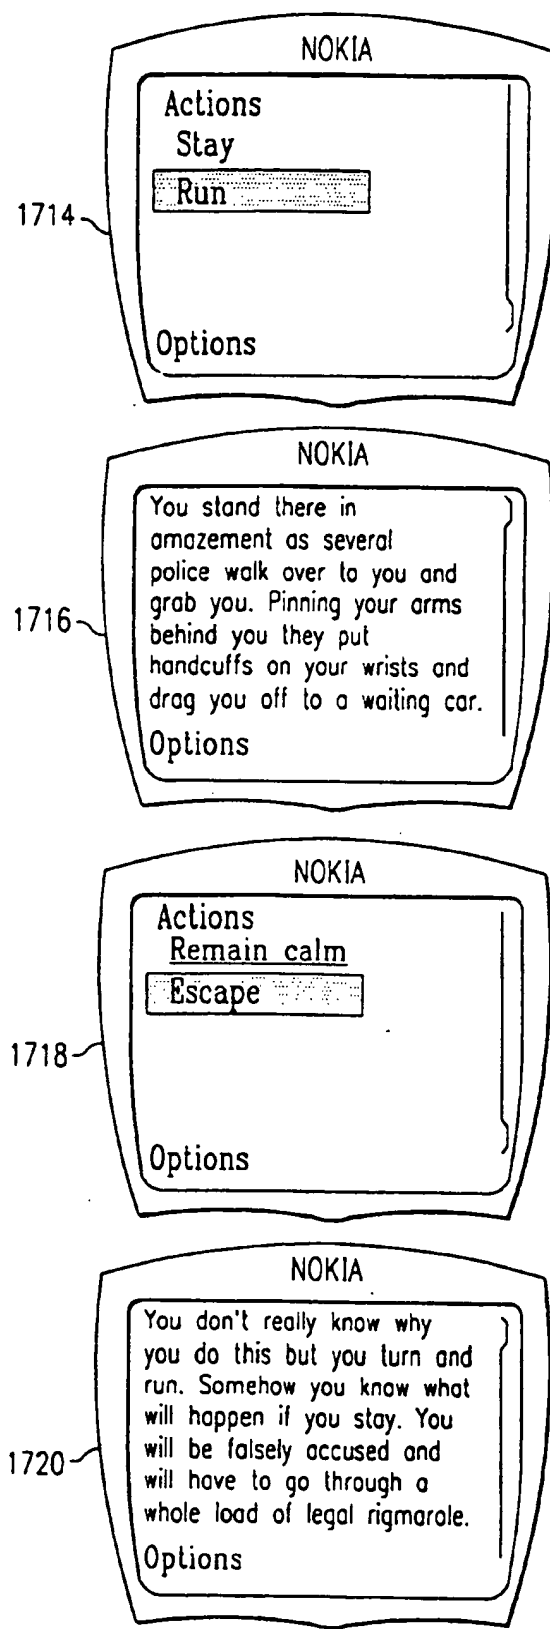 NOKIA
Actions
Stay
Run
1714
Options
NOKIA
You stand there in
amazement as several
police walk over to you and
grab you. Pinning your arms
1716
behind you they put
handcuffs on your wrists and
drag you off to a waiting car.
Options
NOKIA
Actions
Remain calm
Escape
1718
Options
NOKIA
You don't really know why
you do this but you turn and
run. Somehow you know what
will happen if you stay. You
1720
will be falsely accused and
will have to go through a
whole load of legal rigmarole.
Options